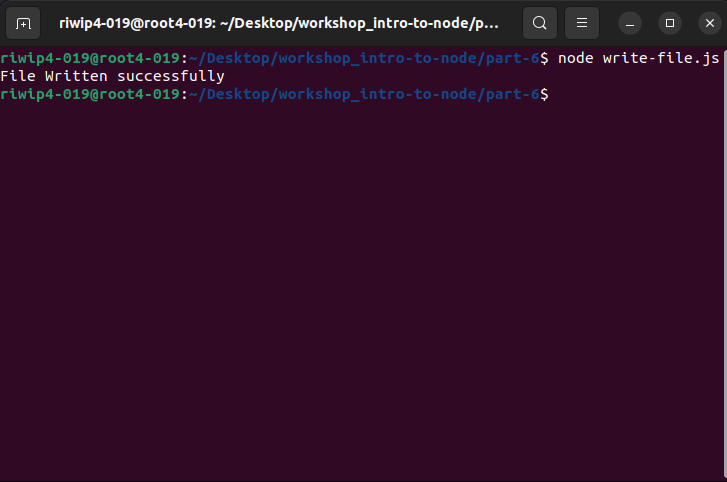 riwip4-019@root4-019: ~/Desktop/workshop_intro-to-node/p...
riwip4-019@root4-019:~/Desktop/workshop_intro-to-node/part-6$ node write-file.js
File Written successfully
riwip4-019@root4-019:~/Desktop/workshop_intro-to-node/part-6$